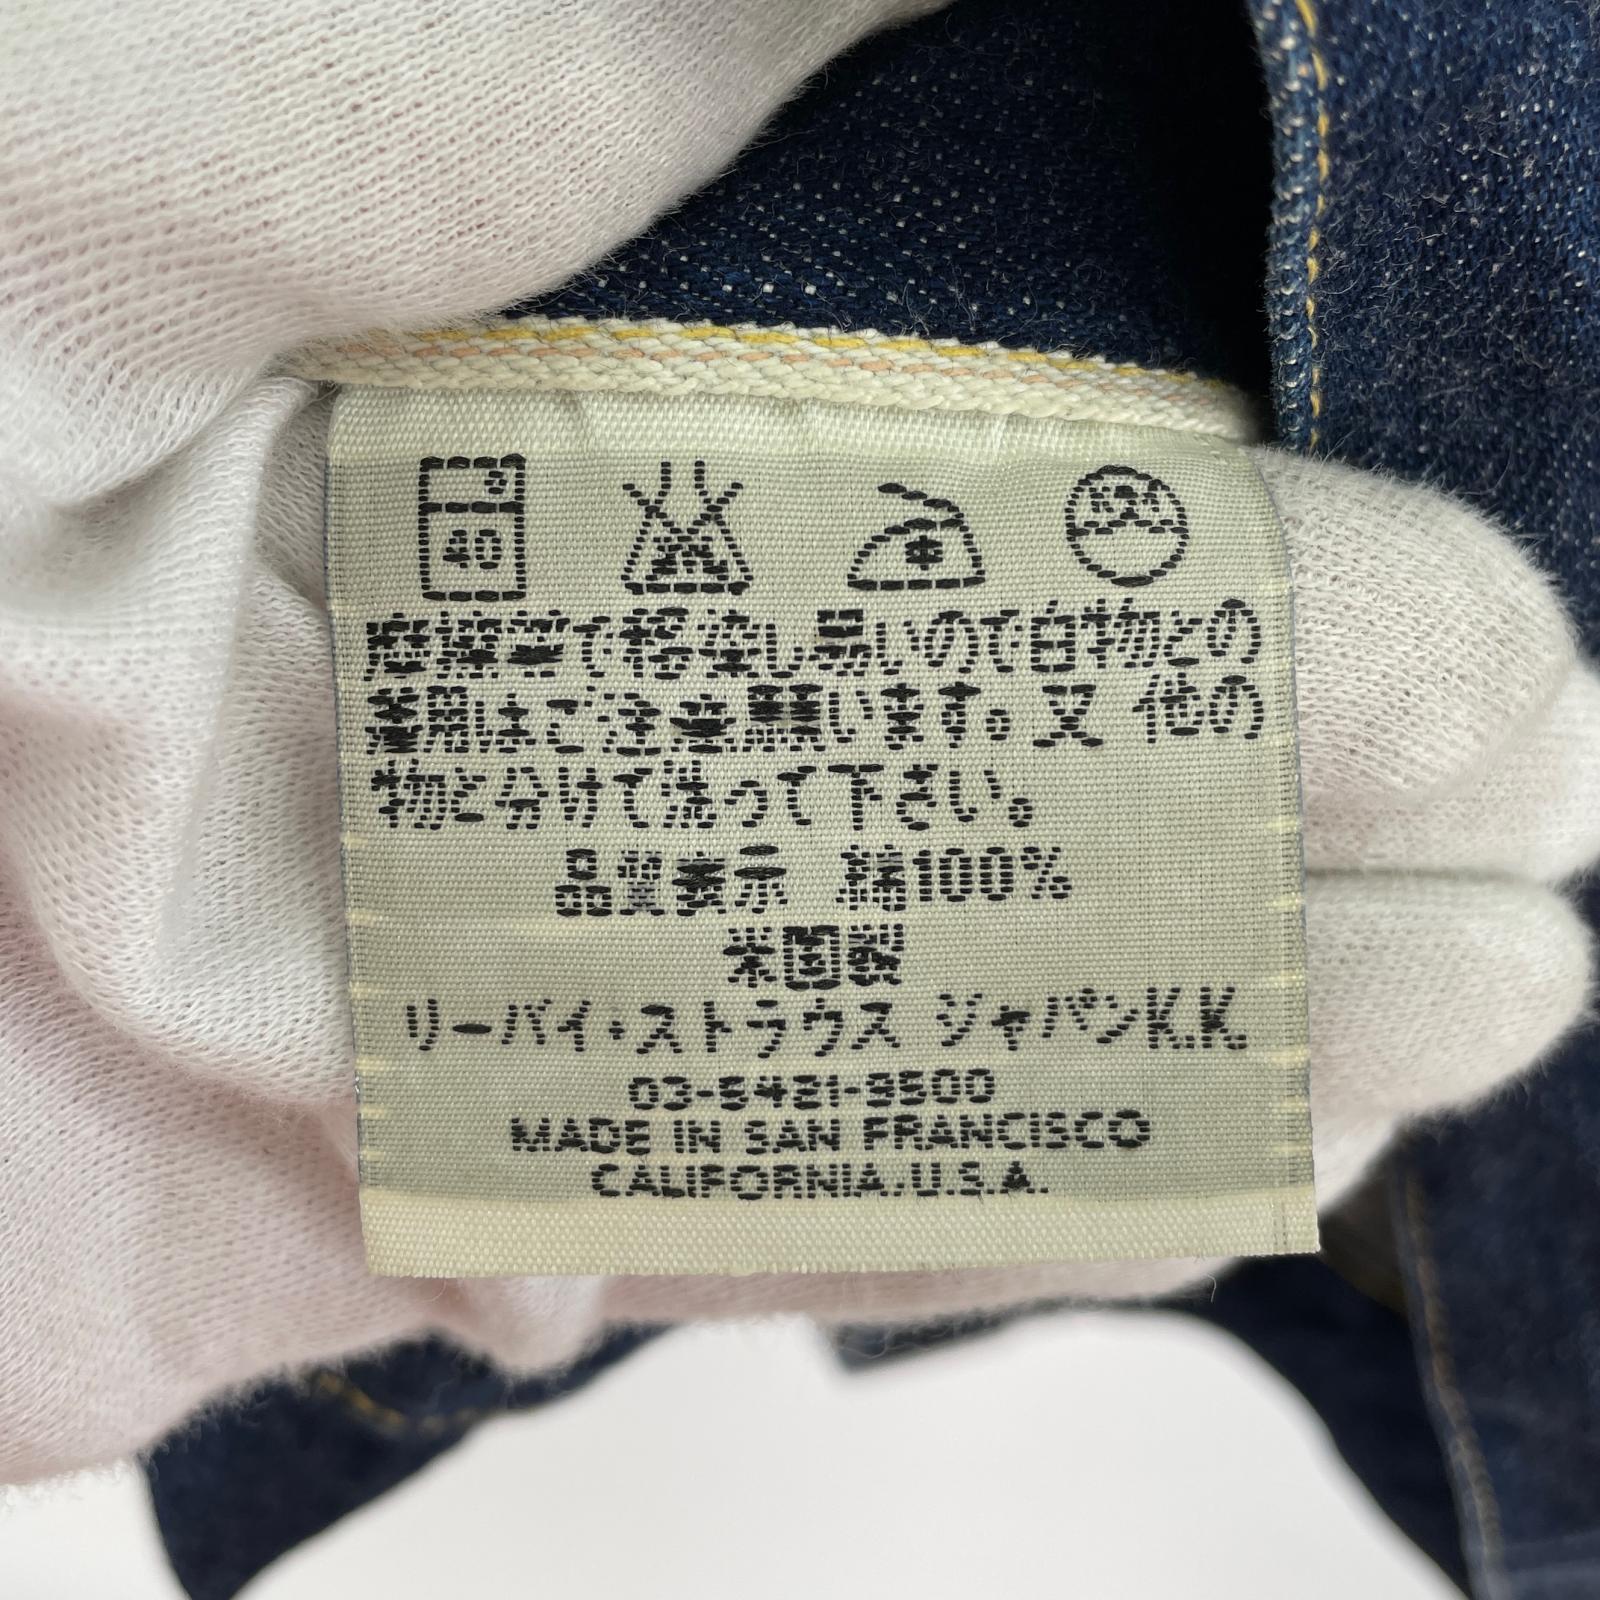 40
摩擦等で移染し易いので白物との
着用はご注意願います。又 他の
物と分けて洗って下さい。
品質表示 綿100%
米国製
リーバイ・ストラウス ジャパンK.K.
03-5421-9500
MADE IN SAN FRANCISCO
CALIFORNIA.U.S.A.